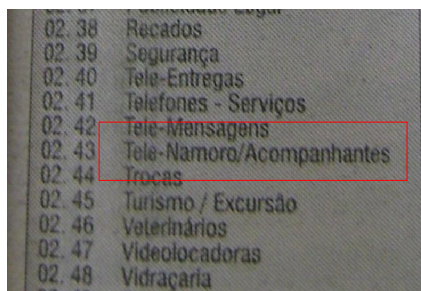 02. 38 Recados
02. 39 Segurança
02. 40 Tele-Entregas
02. 41 Telefones - Serviços
02. 42 Tele-Mensagens
02. 43 Tele-Namoro/Acompanhantes
02. 44 Trocas
02. 45 Turismo / Excursão
02. 46 Veterinários
02. 47 Videolocadoras
02. 48 Vidraçaria